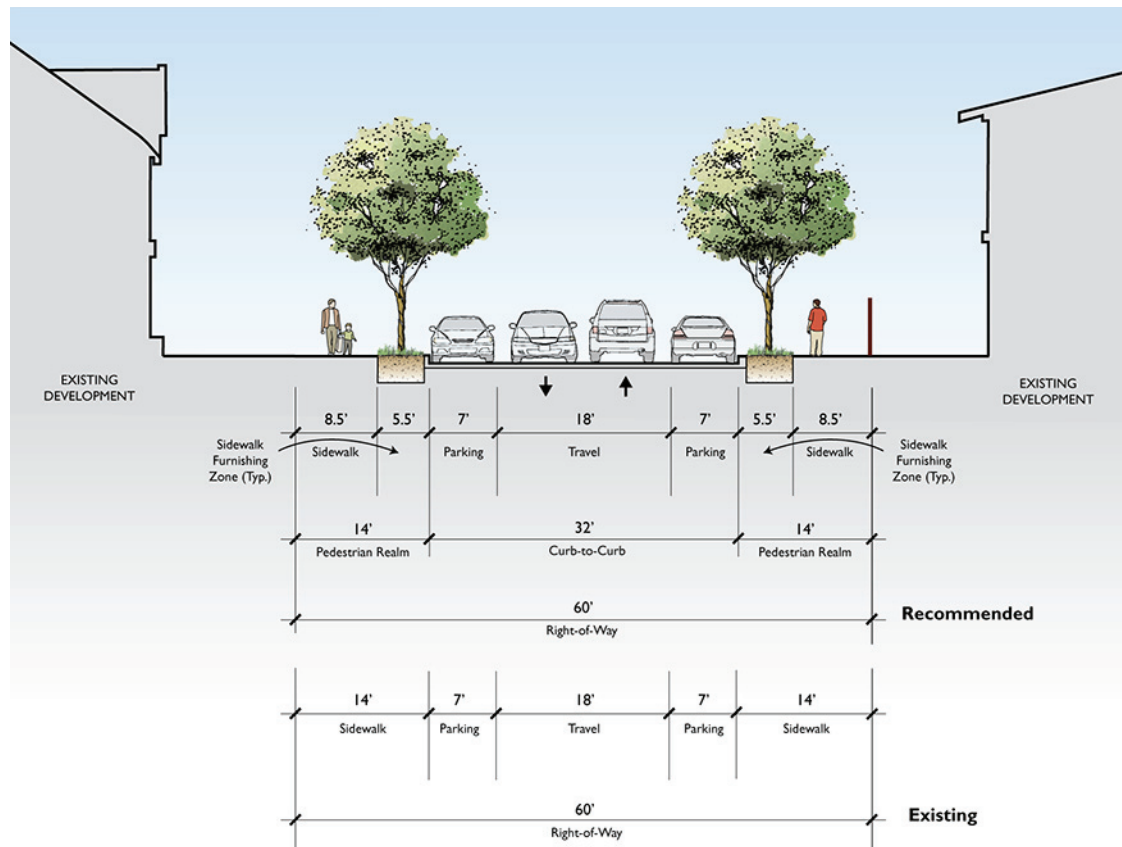 EXISTING
DEVELOPMENT
EXISTING
DEVELOPMENT
8.5’ 5.5’ 7’ 18’ 7’ 5.5’ 8.5’
Sidewalk
Furnishing
Zone (Typ.)
Sidewalk Parking Travel Parking Sidewalk
Sidewalk
Furnishing
Zone (Typ.)
14’ 32’ 14’
Pedestrian Realm Curb-to-Curb Pedestrian Realm
60’
Right-of-Way
Recommended
14’ 7’ 18’ 7’ 14’
Sidewalk Parking Travel Parking Sidewalk
60’
Right-of-Way
Existing